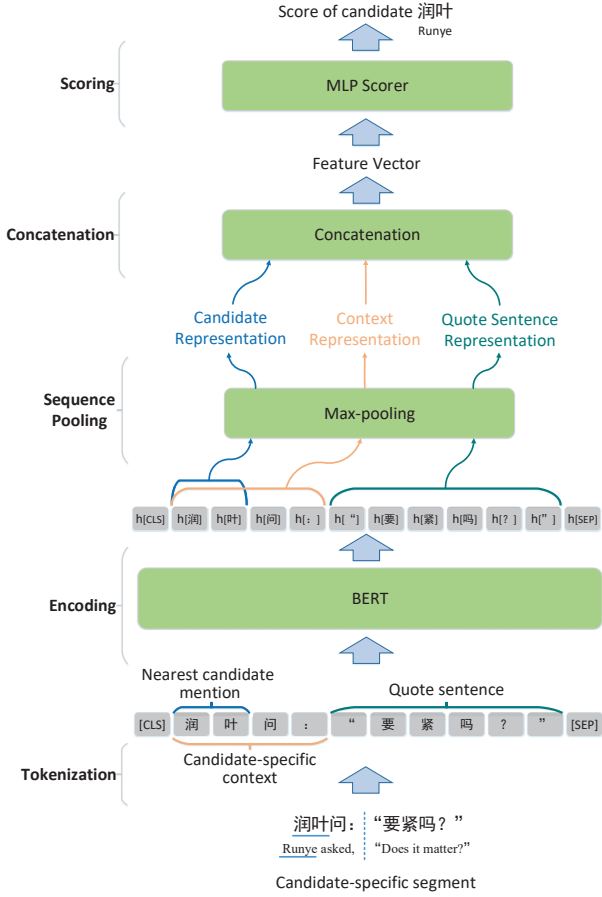 Score of candidate 润叶
Runye
Scoring
MLP Scorer
Feature Vector
Concatenation
Concatenation
Candidate Representation
Context Representation
Quote Sentence Representation
Sequence Pooling
Max-pooling
h[CLS] h[润] h[叶] h[问] h[：] h[“] h[要] h[紧] h[吗] h[？] h[”] h[SEP]
Encoding
BERT
Nearest candidate mention
Quote sentence
[CLS] 润 叶 问 ： “ 要 紧 吗 ？ ” [SEP]
Candidate-specific context
Tokenization
润叶问： “要紧吗？”
Runye asked, “Does it matter?”
Candidate-specific segment